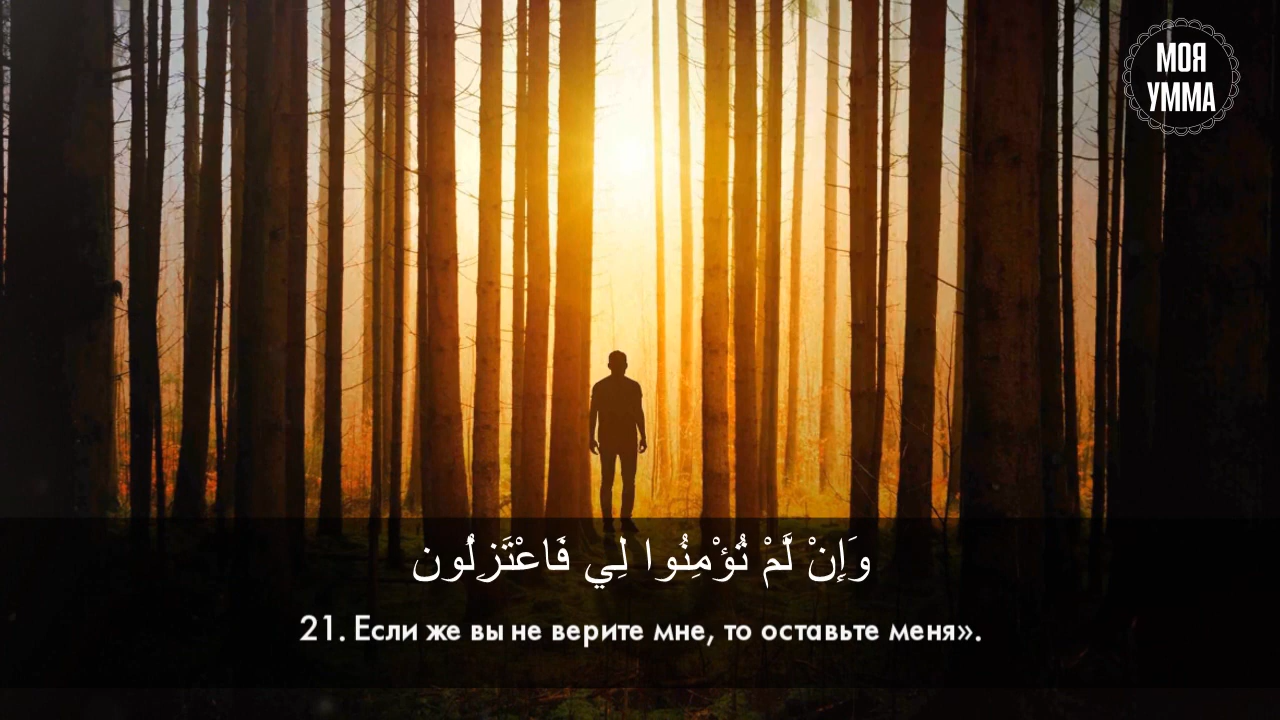 МОЯ
УММА
وَإِنْ لَّمْ تُؤْمِنُوا لِي فَاعْتَزِلُون
21. Если же вы не верите мне, то оставьте меня».